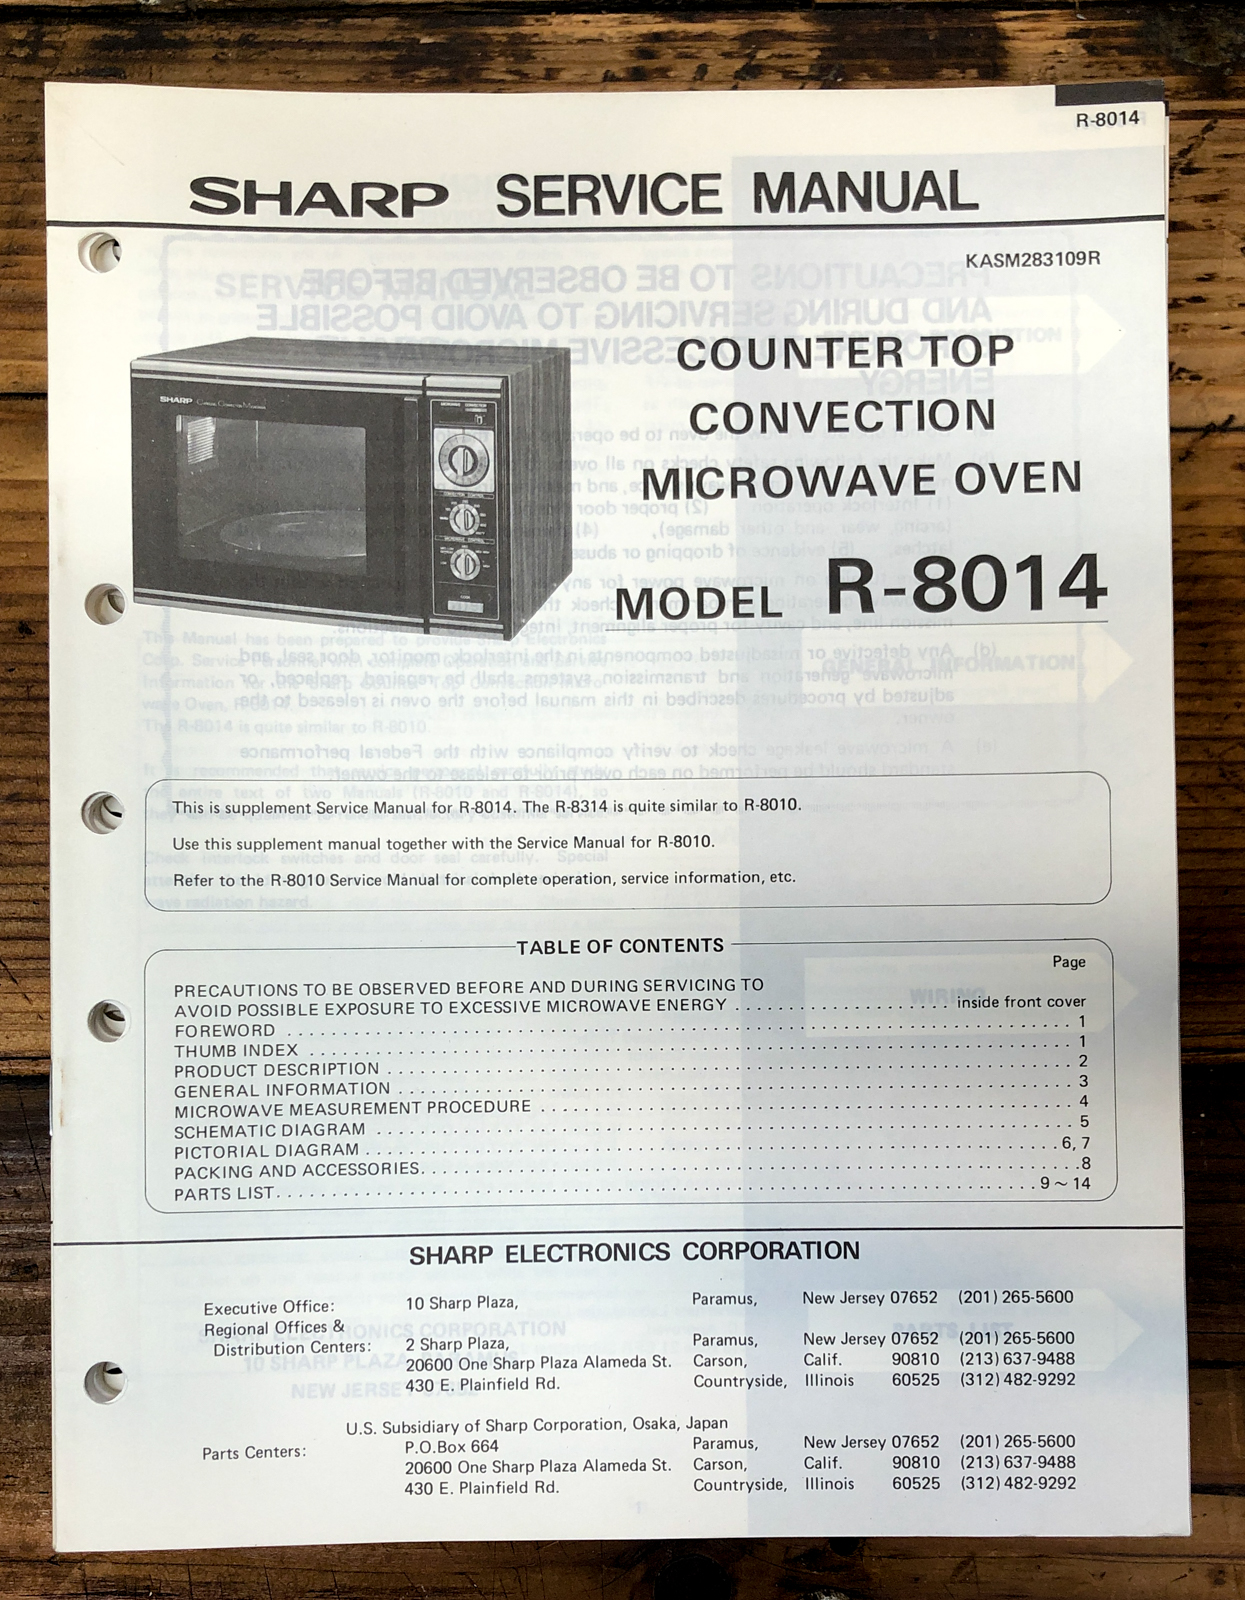 R-8014
SHARP SERVICE MANUAL
KASM283109R
COUNTER TOP
CONVECTION
MICROWAVE OVEN
MODEL R-8014
SHARP
This is supplement Service Manual for R-8014. The R-8314 is quite similar to R-8010.
Use this supplement manual together with the Service Manual for R-8010.
Refer to the R-8010 Service Manual for complete operation, service information, etc.
TABLE OF CONTENTS
Page
PRECAUTIONS TO BE OBSERVED BEFORE AND DURING SERVICING TO
AVOID POSSIBLE EXPOSURE TO EXCESSIVE MICROWAVE ENERGY . . . . . . . . . . . . . . . . . . . . . . inside front cover
FOREWORD . . . . . . . . . . . . . . . . . . . . . . . . . . . . . . . . . . . . . . . . 1
THUMB INDEX . . . . . . . . . . . . . . . . . . . . . . . . . . . . . . . . . . . . . . . . 1
PRODUCT DESCRIPTION . . . . . . . . . . . . . . . . . . . . . . . . . . . . . . . . . . . . . . . . 2
GENERAL INFORMATION . . . . . . . . . . . . . . . . . . . . . . . . . . . . . . . . . . . . . . . . 3
MICROWAVE MEASUREMENT PROCEDURE . . . . . . . . . . . . . . . . . . . . . . . . . . . . . . . . . . . . . . . . 4
SCHEMATIC DIAGRAM . . . . . . . . . . . . . . . . . . . . . . . . . . . . . . . . . . . . . . . . 5
PICTORIAL DIAGRAM . . . . . . . . . . . . . . . . . . . . . . . . . . . . . . . . . . . . . . . . 6, 7
PACKING AND ACCESSORIES. . . . . . . . . . . . . . . . . . . . . . . . . . . . . . . . . . . . . . . . 8
PARTS LIST. . . . . . . . . . . . . . . . . . . . . . . . . . . . . . . . . . . . . . . . 9 ~ 14
SHARP ELECTRONICS CORPORATION
Executive Office: 10 Sharp Plaza, Paramus, New Jersey 07652 (201) 265-5600
Regional Offices &
Distribution Centers: 2 Sharp Plaza, Paramus, New Jersey 07652 (201) 265-5600
20600 One Sharp Plaza Alameda St. Carson, Calif. 90810 (213) 637-9488
430 E. Plainfield Rd. Countryside, Illinois 60525 (312) 482-9292
U.S. Subsidiary of Sharp Corporation, Osaka, Japan
Parts Centers: P.O.Box 664 Paramus, New Jersey 07652 (201) 265-5600
20600 One Sharp Plaza Alameda St. Carson, Calif. 90810 (213) 637-9488
430 E. Plainfield Rd. Countryside, Illinois 60525 (312) 482-9292